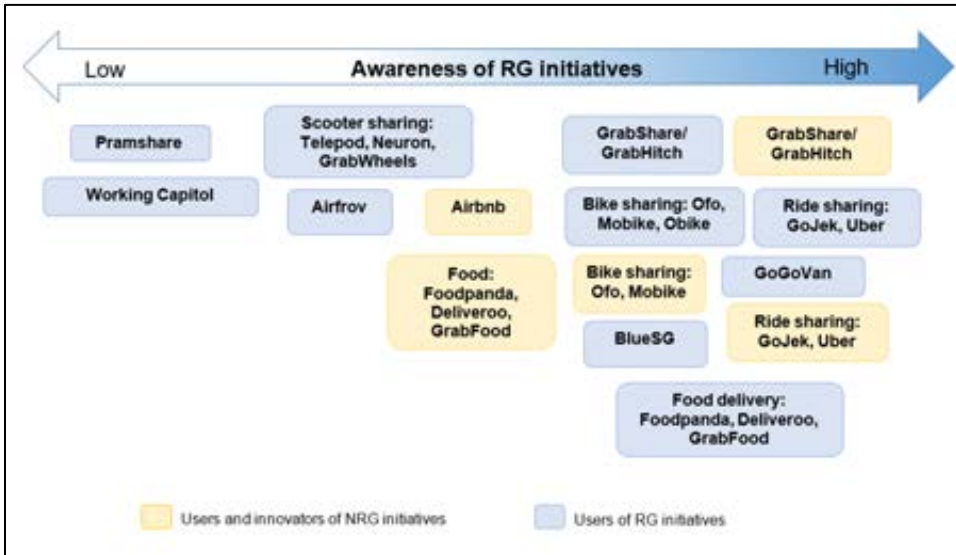 Low
Awareness of RG initiatives
High
Pramshare
Scooter sharing:
Telepod, Neuron,
GrabWheels
GrabShare/
GrabHitch
GrabShare/
GrabHitch
Working Capitol
Airfrov
Airbnb
Bike sharing: Ofo,
Mobike, Obike
Ride sharing:
GoJek, Uber
Food:
Foodpanda,
Deliveroo,
GrabFood
Bike sharing:
Ofo, Mobike
GoGoVan
BlueSG
Ride sharing:
GoJek, Uber
Food delivery:
Foodpanda, Deliveroo,
GrabFood
Users and innovators of NRG initiatives
Users of RG initiatives